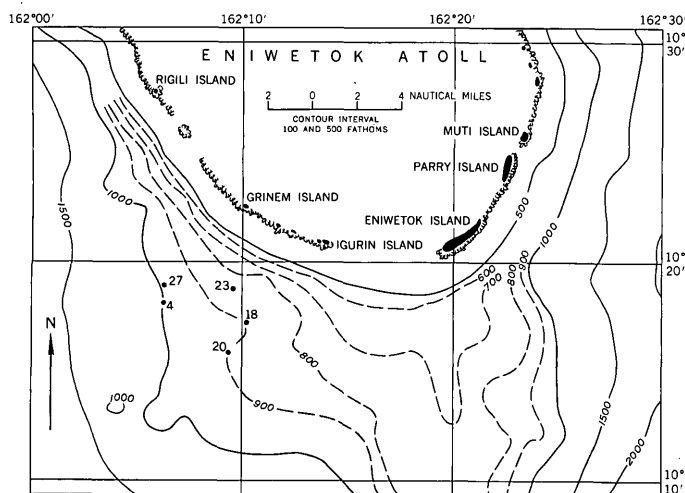 162°00' 162°10' 162°20' 162°30'
10°
30'
ENIWETOK ATOLL
RIGILI ISLAND
2 0 2 4 NAUTICAL MILES
CONTOUR INTERVAL
100 AND 500 FATHOMS
MUTI ISLAND
PARRY ISLAND
GRINEM ISLAND
ENIWETOK ISLAND
IGURIN ISLAND
1500
1000
500
1000
10°
20'
600
700
800
900
27
4
23
18
20
N
800
900
1000
1500
2000
10°
10'